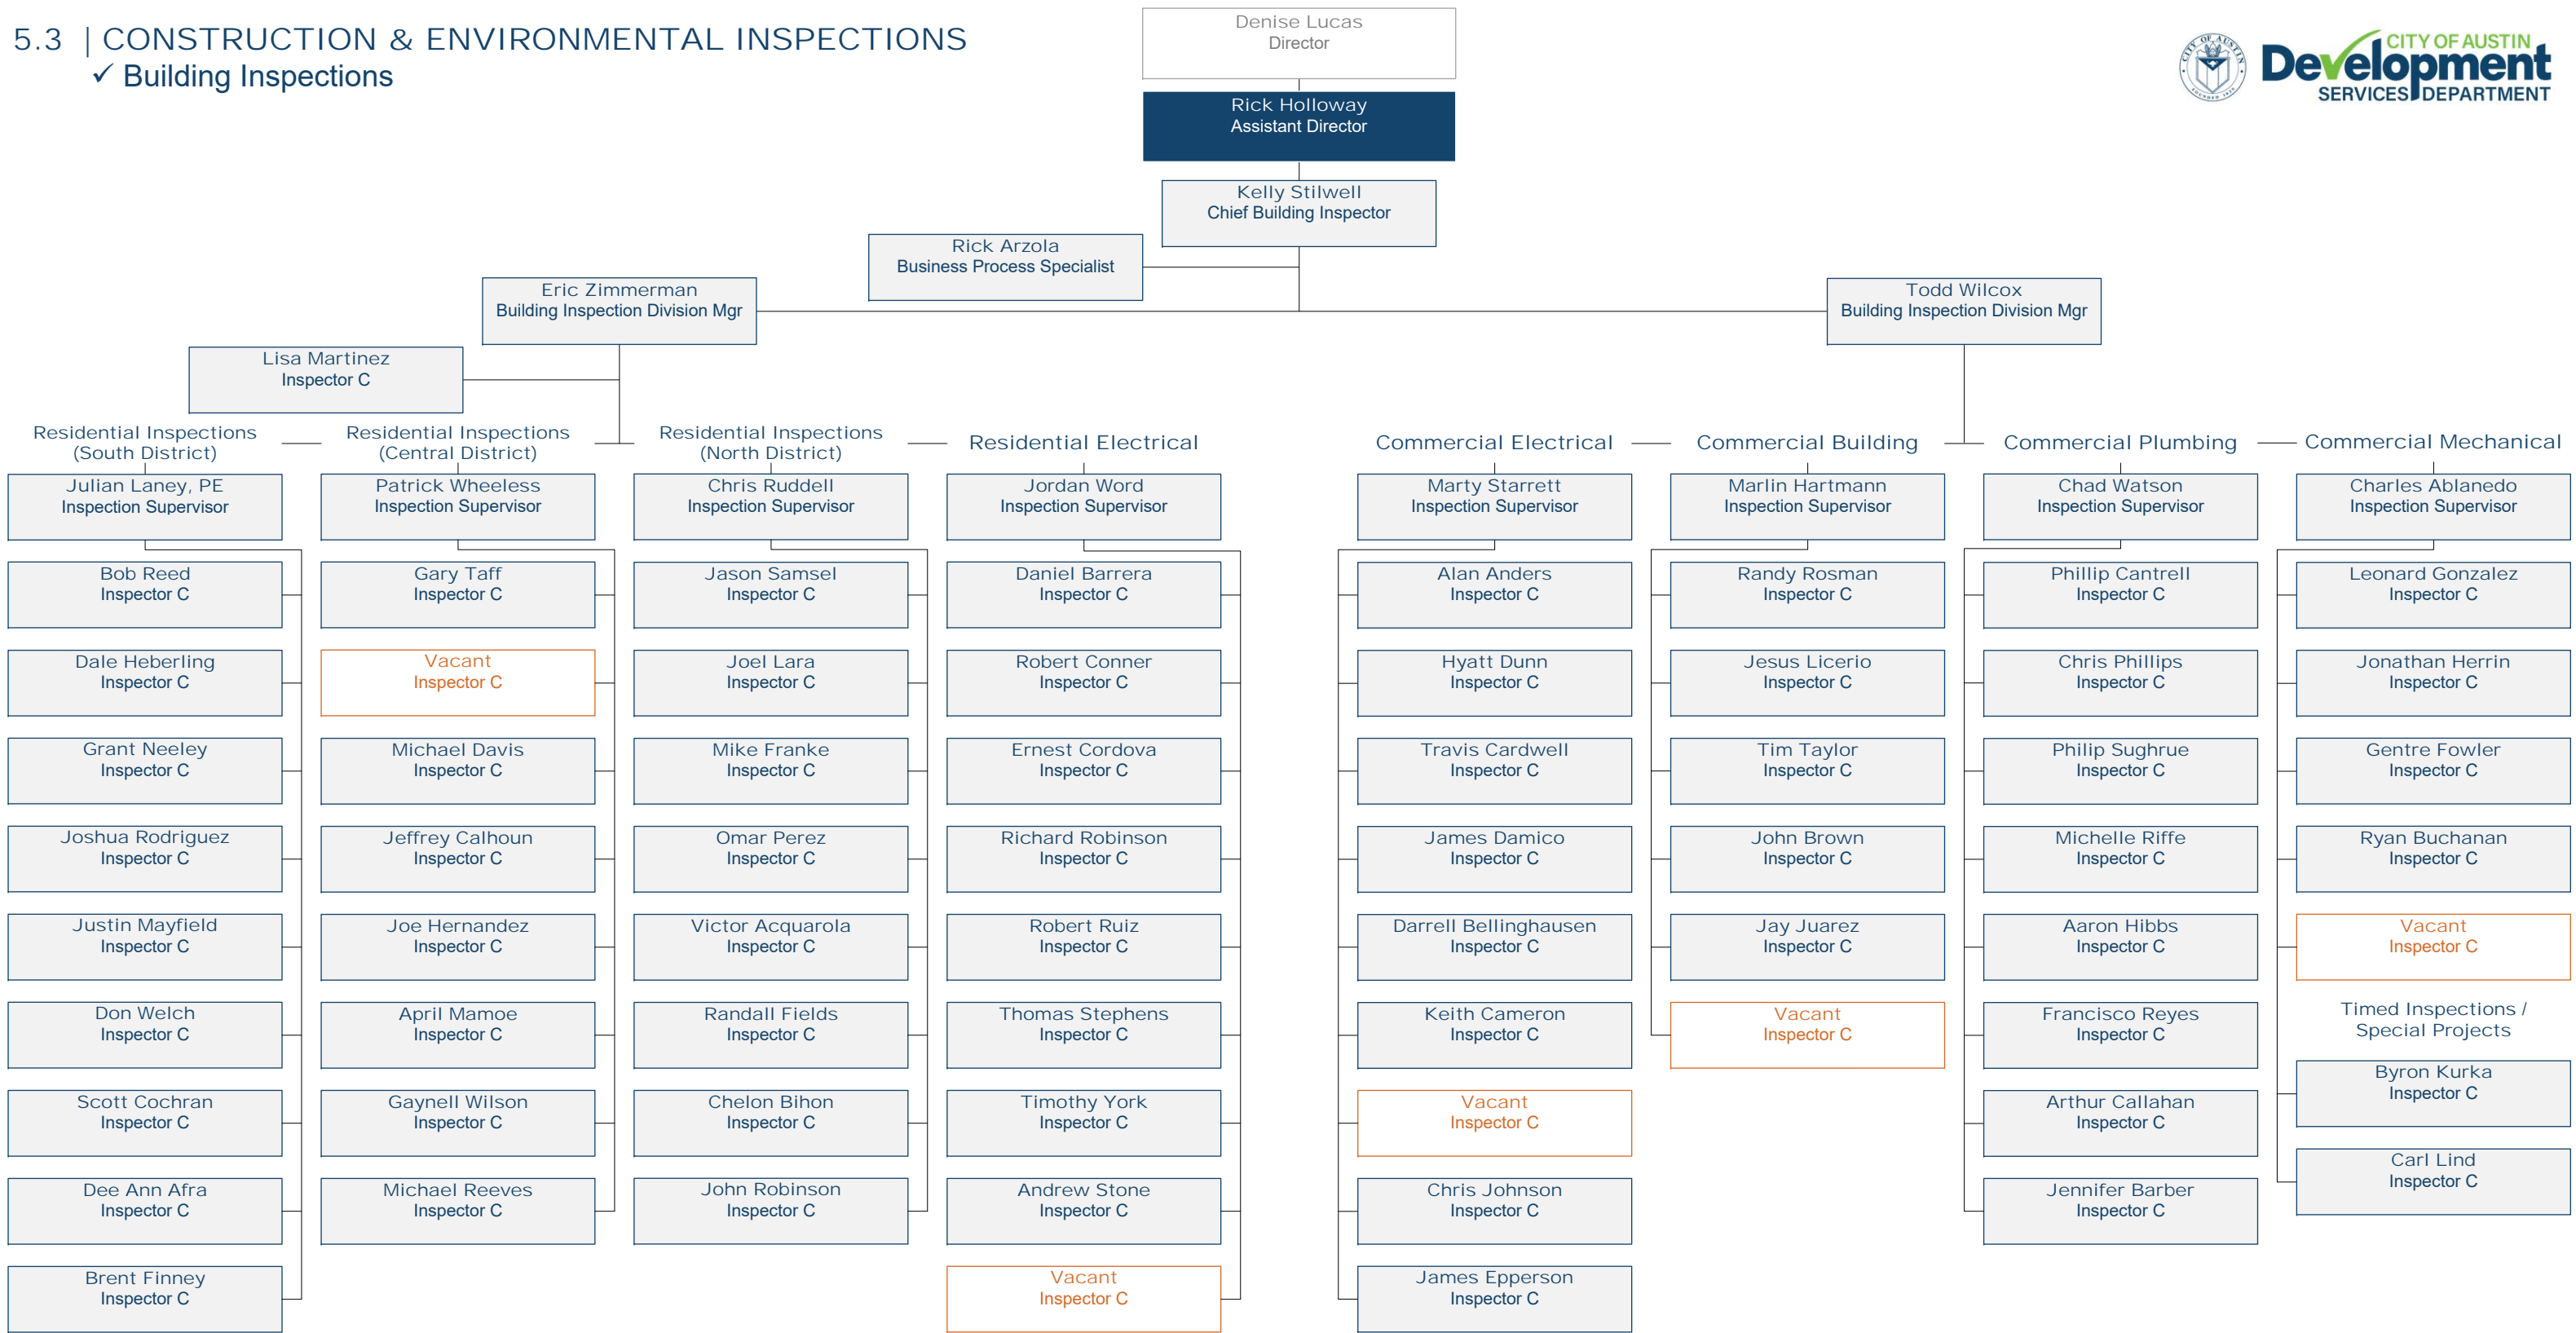 5.3 | CONSTRUCTION & ENVIRONMENTAL INSPECTIONS
✓ Building Inspections
CITY OF AUSTIN
Development
SERVICES DEPARTMENT
Denise Lucas
Director
Rick Holloway
Assistant Director
Kelly Stilwell
Chief Building Inspector
Rick Arzola
Business Process Specialist
Eric Zimmerman
Building Inspection Division Mgr
Todd Wilcox
Building Inspection Division Mgr
Lisa Martinez
Inspector C
Residential Inspections
(South District)
Julian Laney, PE
Inspection Supervisor
Bob Reed
Inspector C
Dale Heberling
Inspector C
Grant Neeley
Inspector C
Joshua Rodriguez
Inspector C
Justin Mayfield
Inspector C
Don Welch
Inspector C
Scott Cochran
Inspector C
Dee Ann Afra
Inspector C
Brent Finney
Inspector C
Residential Inspections
(Central District)
Patrick Wheeless
Inspection Supervisor
Gary Taff
Inspector C
Vacant
Inspector C
Michael Davis
Inspector C
Jeffrey Calhoun
Inspector C
Joe Hernandez
Inspector C
April Mamoe
Inspector C
Gaynell Wilson
Inspector C
Michael Reeves
Inspector C
Residential Inspections
(North District)
Chris Ruddell
Inspection Supervisor
Jason Samsel
Inspector C
Joel Lara
Inspector C
Mike Franke
Inspector C
Omar Perez
Inspector C
Victor Acquarola
Inspector C
Randall Fields
Inspector C
Chelon Bihon
Inspector C
John Robinson
Inspector C
Residential Electrical
Jordan Word
Inspection Supervisor
Daniel Barrera
Inspector C
Robert Conner
Inspector C
Ernest Cordova
Inspector C
Richard Robinson
Inspector C
Robert Ruiz
Inspector C
Thomas Stephens
Inspector C
Timothy York
Inspector C
Andrew Stone
Inspector C
Vacant
Inspector C
Commercial Electrical
Marty Starrett
Inspection Supervisor
Alan Anders
Inspector C
Hyatt Dunn
Inspector C
Travis Cardwell
Inspector C
James Damico
Inspector C
Darrell Bellinghausen
Inspector C
Keith Cameron
Inspector C
Vacant
Inspector C
Chris Johnson
Inspector C
James Epperson
Inspector C
Commercial Building
Marlin Hartmann
Inspection Supervisor
Randy Rosman
Inspector C
Jesus Licerio
Inspector C
Tim Taylor
Inspector C
John Brown
Inspector C
Jay Juarez
Inspector C
Vacant
Inspector C
Commercial Plumbing
Chad Watson
Inspection Supervisor
Phillip Cantrell
Inspector C
Chris Phillips
Inspector C
Philip Sughrue
Inspector C
Michelle Riffe
Inspector C
Aaron Hibbs
Inspector C
Francisco Reyes
Inspector C
Arthur Callahan
Inspector C
Jennifer Barber
Inspector C
Commercial Mechanical
Charles Ablanedo
Inspection Supervisor
Leonard Gonzalez
Inspector C
Jonathan Herrin
Inspector C
Gentre Fowler
Inspector C
Ryan Buchanan
Inspector C
Vacant
Inspector C
Timed Inspections /
Special Projects
Byron Kurka
Inspector C
Carl Lind
Inspector C